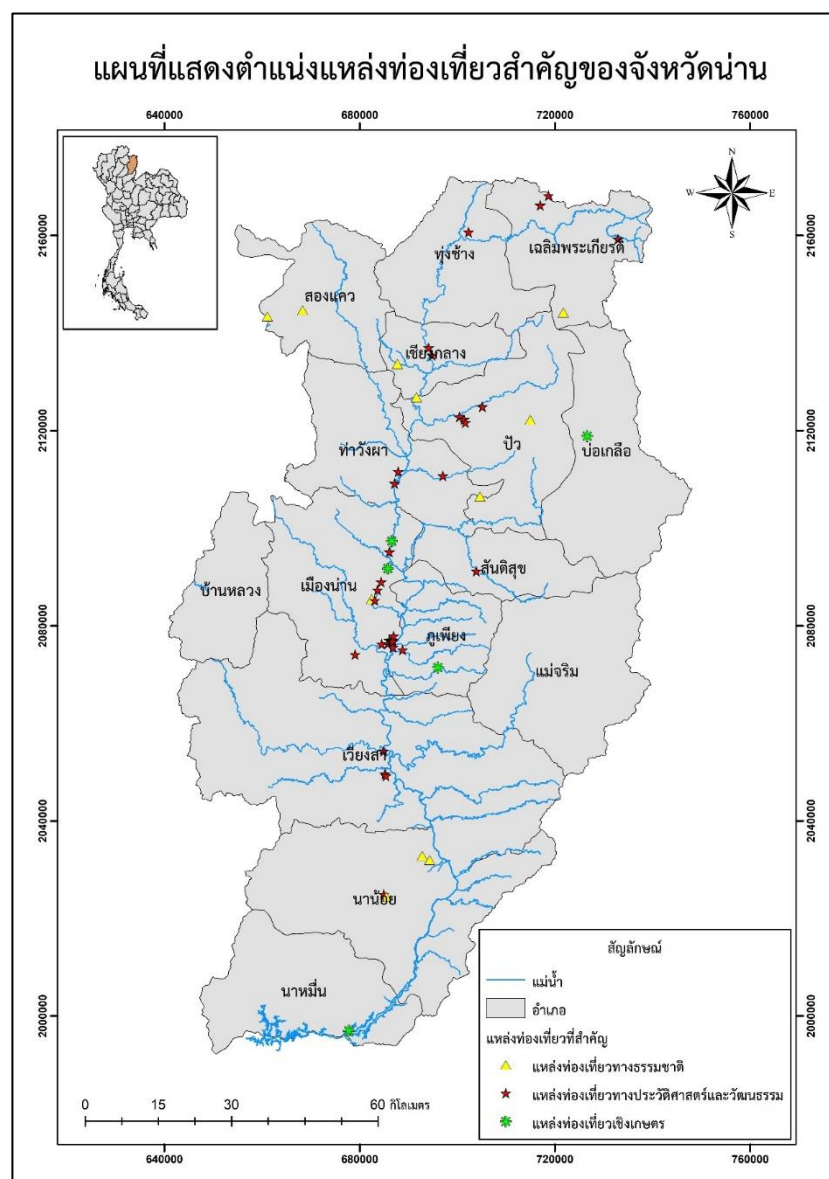 แผนที่แสดงตำแน่งแหล่งท่องเที่ยวสำคัญของจังหวัดน่าน
640000 680000 720000 760000
N
W E
S
2160000 2160000
ทุ่งช้าง
เฉลิมพระเกียรติ
สองแคว
เชียงกลาง
2120000 2120000
ปัว
บ่อเกลือ
ท่าวังผา
สันติสุข
บ้านหลวง
เมืองน่าน
2080000 2080000
ภูเพียง
แม่จริม
เวียงสา
2040000 2040000
นาน้อย
นาหมื่น
2000000 2000000
สัญลักษณ์
แม่น้ำ
อำเภอ
แหล่งท่องเที่ยวที่สำคัญ
แหล่งท่องเที่ยวทางธรรมชาติ
แหล่งท่องเที่ยวทางประวัติศาสตร์และวัฒนธรรม
แหล่งท่องเที่ยวเชิงเกษตร
0 15 30 60 กิโลเมตร
640000 680000 720000 760000